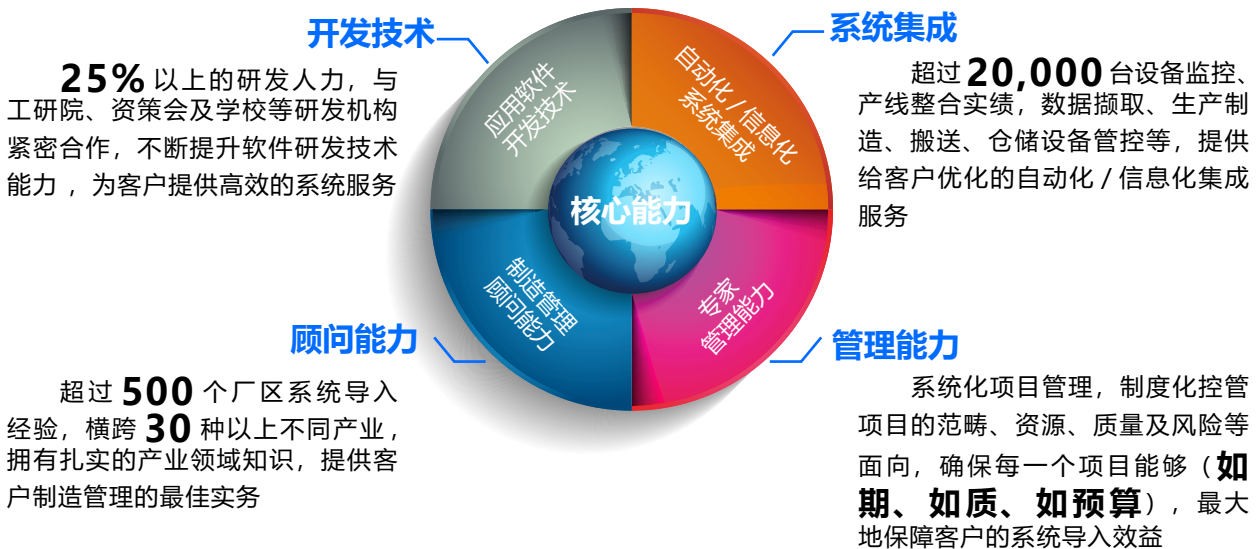 开发技术
25% 以上的研发人力，与
工研院、资策会及学校等研发机构
紧密合作，不断提升软件研发技术
能力 ，为客户提供高效的系统服务
系统集成
超过 20,000 台设备监控、
产线整合实绩，数据撷取、生产制
造、搬送、仓储设备管控等，提供
给客户优化的自动化 / 信息化集成
服务
应用软件
开发技术
自动化 / 信息化
系统集成
核心能力
制造管理
顾问能力
专家
管理能力
顾问能力
超过 500 个厂区系统导入
经验，横跨 30 种以上不同产业，
拥有扎实的产业领域知识，提供客
户制造管理的最佳实务
管理能力
系统化项目管理，制度化控管
项目的范畴、资源、质量及风险等
面向，确保每一个项目能够（如
期、如质、如预算），最大
地保障客户的系统导入效益